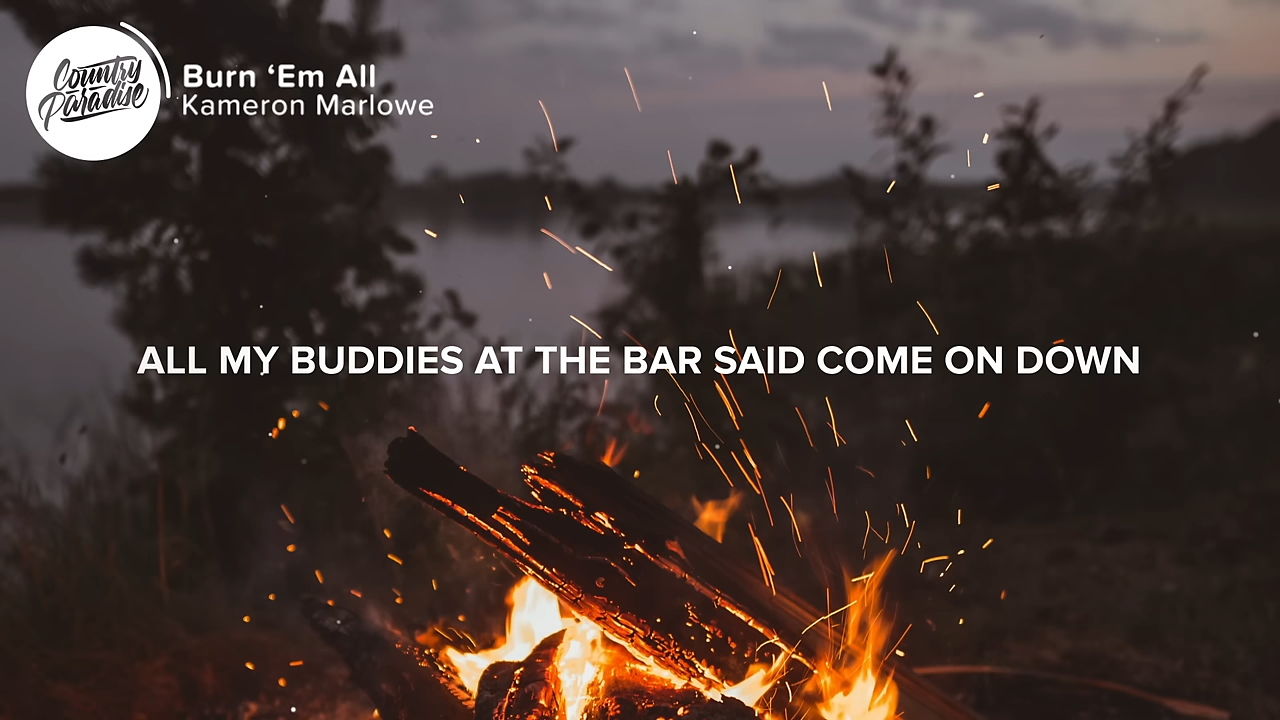 Country
Paradise
Burn ‘Em All
Kameron Marlowe
ALL MY BUDDIES AT THE BAR SAID COME ON DOWN